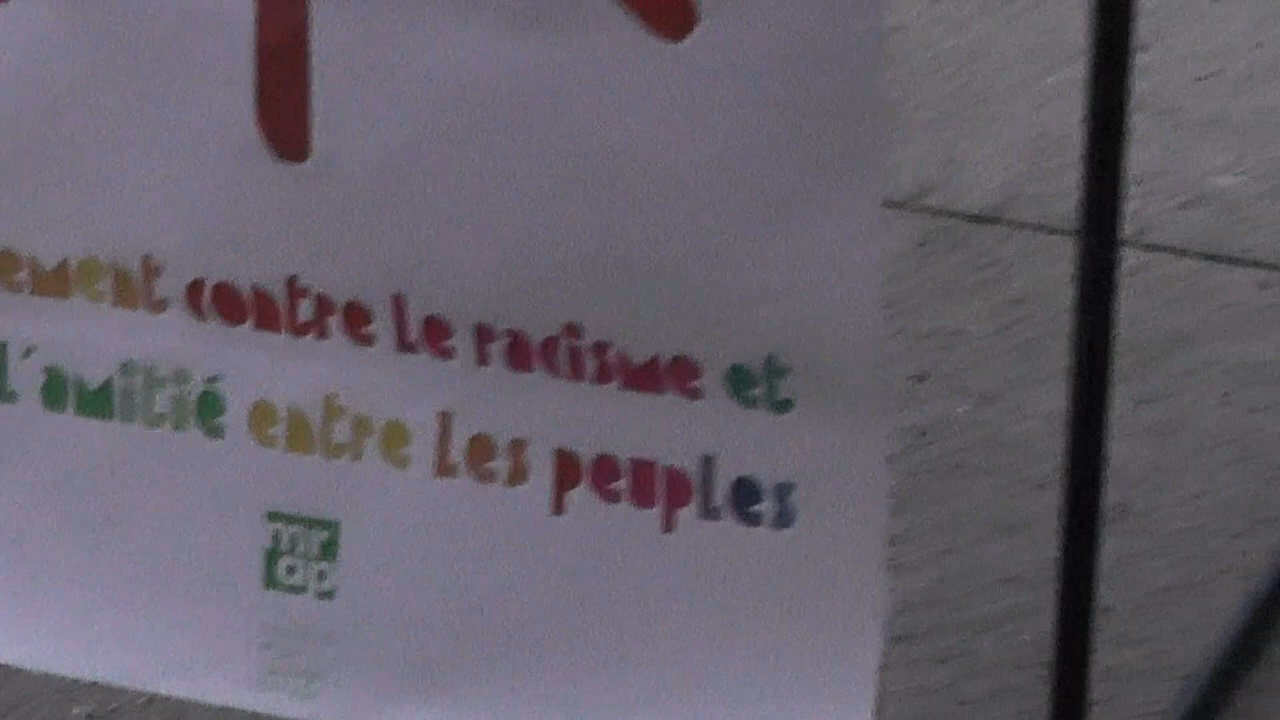 ement contre le racisme et
l'amitié entre les peuples
mr
ap